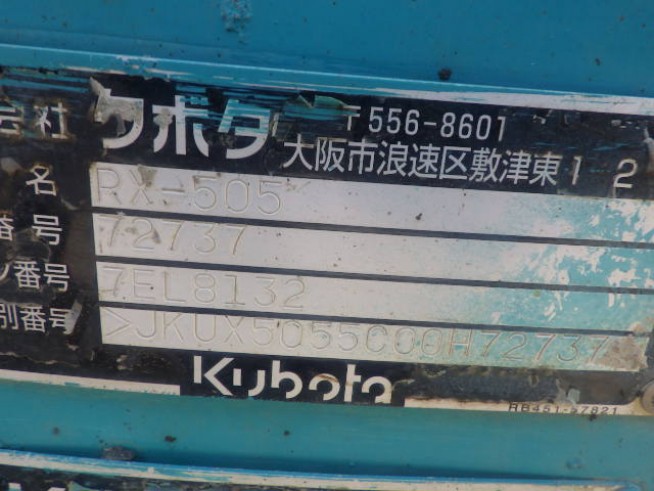 会社 クボタ 〒556-8601
大阪市浪速区敷津東1 2
名 RX-505
番号 72737
番号 7EL8132
別番号 >JKUX5055C00H72737
Kubota
RB451-57821